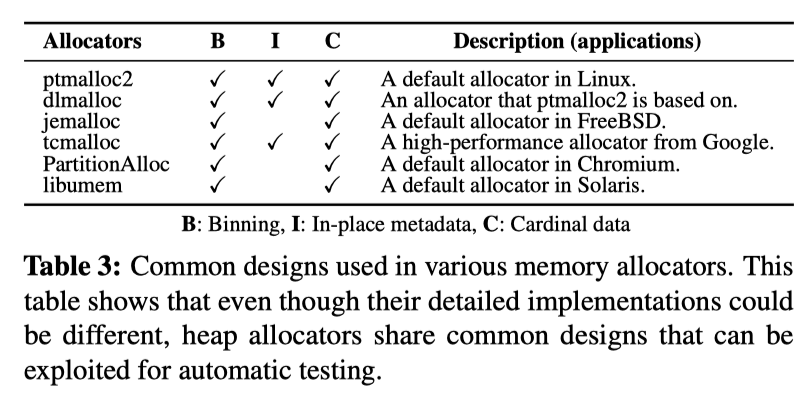 Allocators B I C Description (applications)
ptmalloc2 ✓ ✓ ✓ A default allocator in Linux.
dlmalloc ✓ ✓ ✓ An allocator that ptmalloc2 is based on.
jemalloc ✓ ✓ A default allocator in FreeBSD.
tcmalloc ✓ ✓ ✓ A high-performance allocator from Google.
PartitionAlloc ✓ ✓ A default allocator in Chromium.
libumem ✓ ✓ A default allocator in Solaris.
B: Binning, I: In-place metadata, C: Cardinal data
Table 3: Common designs used in various memory allocators. This
table shows that even though their detailed implementations could
be different, heap allocators share common designs that can be
exploited for automatic testing.